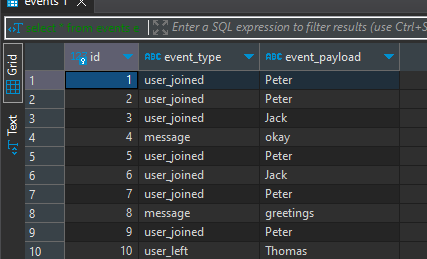 events 1
select * from events e
Enter a SQL expression to filter results (use Ctrl+S
Grid
Text
id event_type event_payload
1 1 user_joined Peter
2 2 user_joined Peter
3 3 user_joined Jack
4 4 message okay
5 5 user_joined Peter
6 6 user_joined Jack
7 7 user_joined Peter
8 8 message greetings
9 9 user_joined Peter
10 10 user_left Thomas